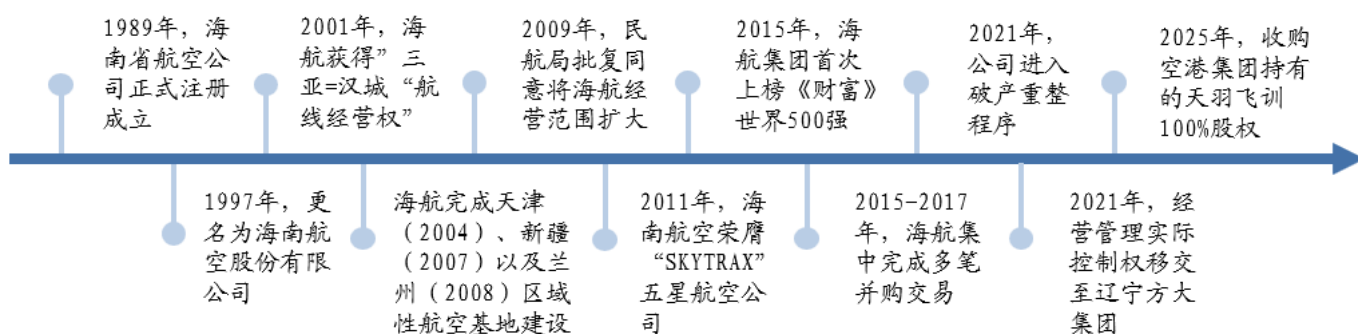 1989年，海
南省航空公
司正式注册
成立
1997年，更
名为海南航
空股份有限
公司
2001年，海
航获得”三
亚=汉城“航
线经营权”
海航完成天津
（2004）、新疆
（2007）以及兰
州（2008）区域
性航空基地建设
2009年，民
航局批复同
意将海航经
营范围扩大
2011年，海
南航空荣膺
“SKYTRAX”
五星航空公
司
2015年，海
航集团首次
上榜《财富》
世界500强
2015-2017
年，海航集
中完成多笔
并购交易
2021年，
公司进入
破产重整
程序
2021年，经
营管理实际
控制权移交
至辽宁方大
集团
2025年，收购
空港集团持有
的天羽飞训
100%股权